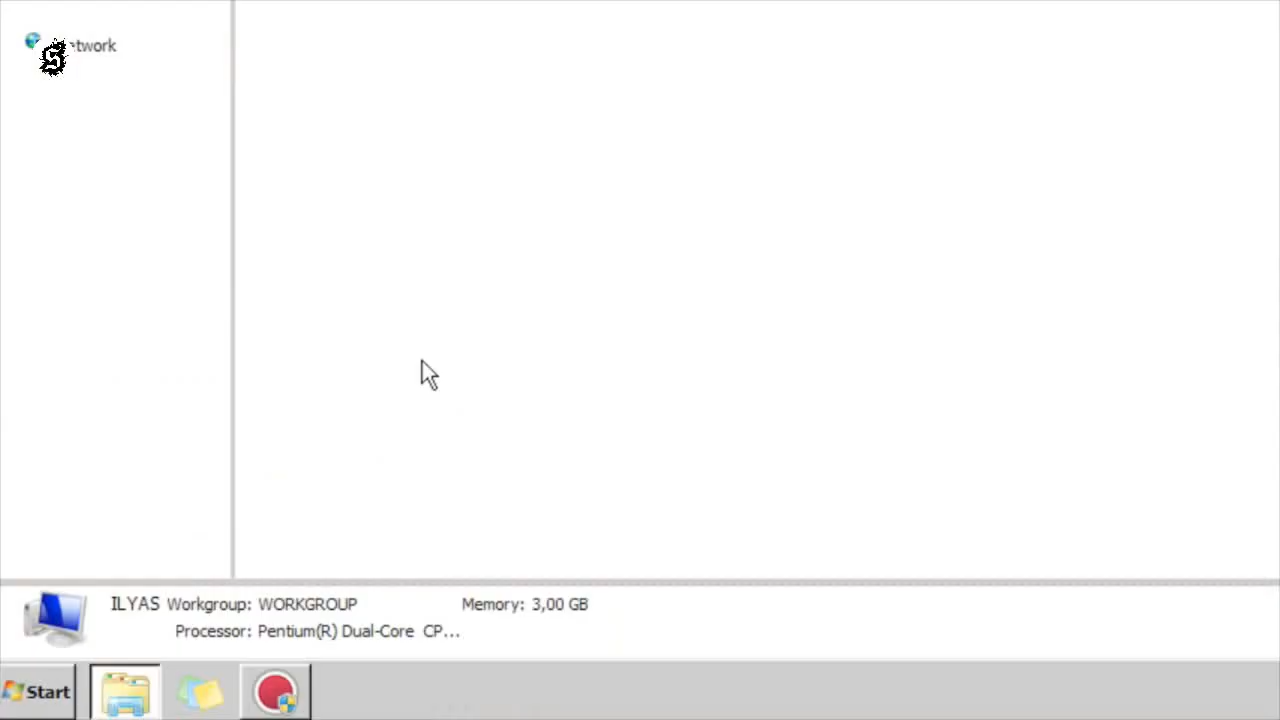 twork
ILYAS Workgroup: WORKGROUP Memory: 3,00 GB
Processor: Pentium(R) Dual-Core CP...
Start